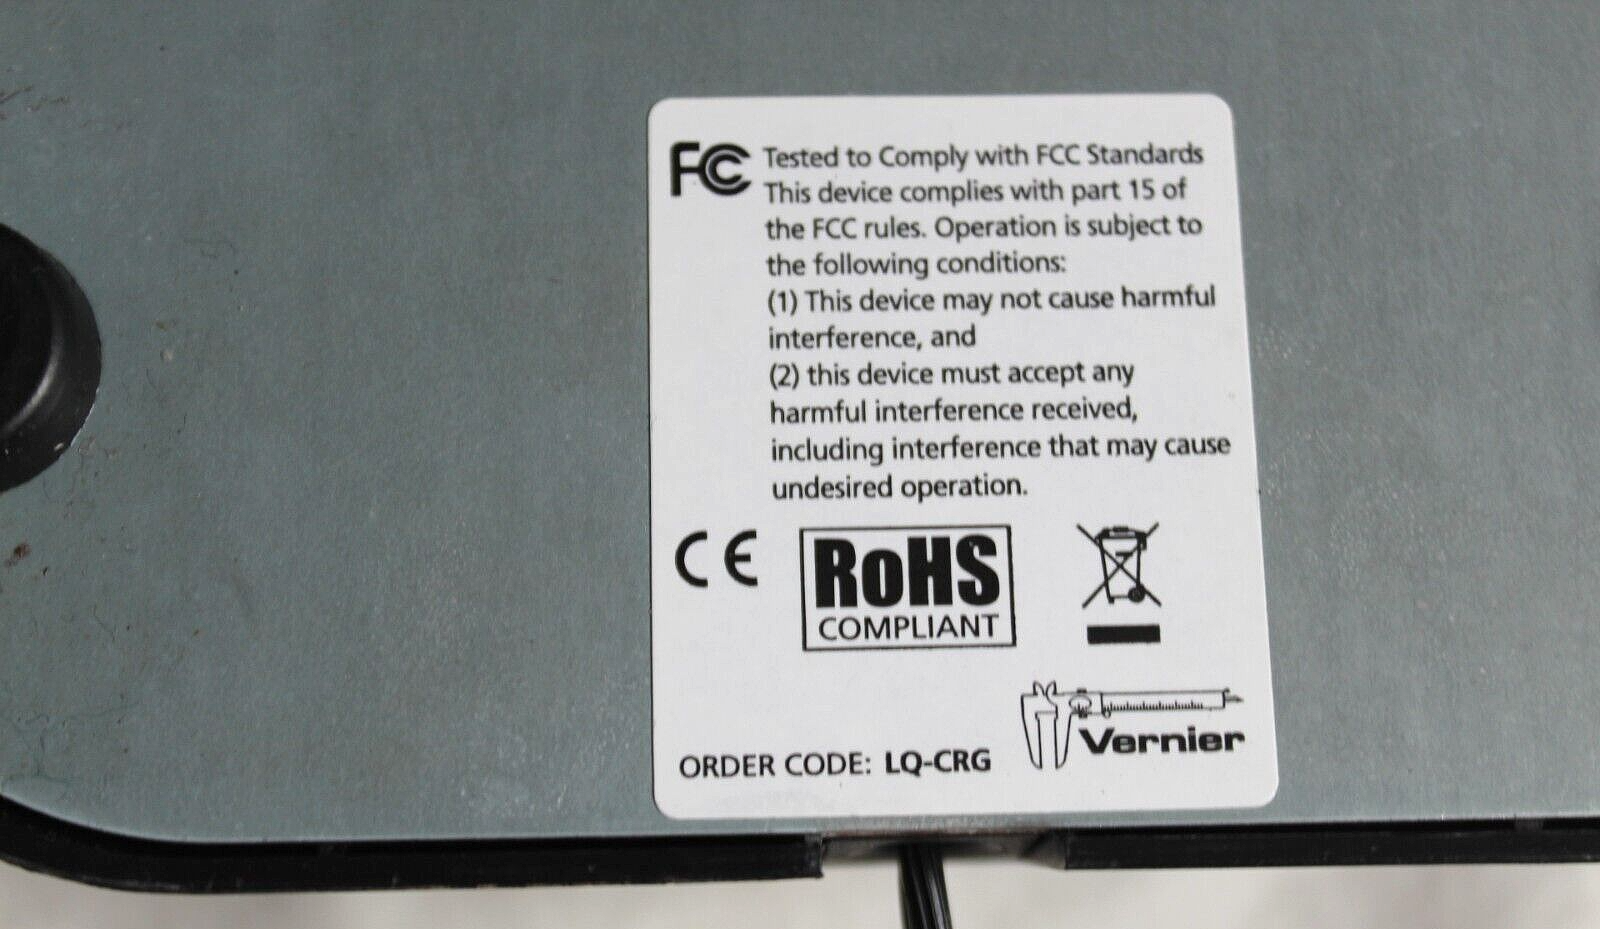 FC Tested to Comply with FCC Standards
This device complies with part 15 of
the FCC rules. Operation is subject to
the following conditions:
(1) This device may not cause harmful
interference, and
(2) this device must accept any
harmful interference received,
including interference that may cause
undesired operation.
CE
RoHS
COMPLIANT
Vernier
ORDER CODE: LQ-CRG